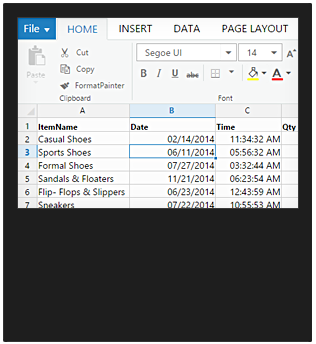 File HOME INSERT DATA PAGE LAYOUT
Paste Cut Copy FormatPainter Segoe UI 14 A
B I U abc A
Clipboard Font
A B C
1 ItemName Date Time Qty
2 Casual Shoes 02/14/2014 11:34:32 AM
3 Sports Shoes 06/11/2014 05:56:32 AM
4 Formal Shoes 07/27/2014 03:32:44 AM
5 Sandals & Floaters 11/21/2014 06:23:54 AM
6 Flip- Flops & Slippers 06/23/2014 12:43:59 AM
7 Sneakers 07/22/2014 10:55:53 AM